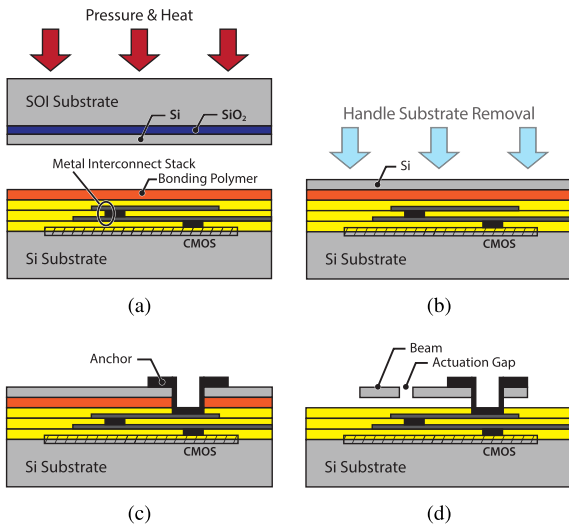 Pressure & Heat
SOI Substrate
Si
SiO₂
Metal Interconnect Stack
Bonding Polymer
CMOS
Si Substrate
(a)
Handle Substrate Removal
Si
CMOS
Si Substrate
(b)
Anchor
CMOS
Si Substrate
(c)
Beam
Actuation Gap
CMOS
Si Substrate
(d)